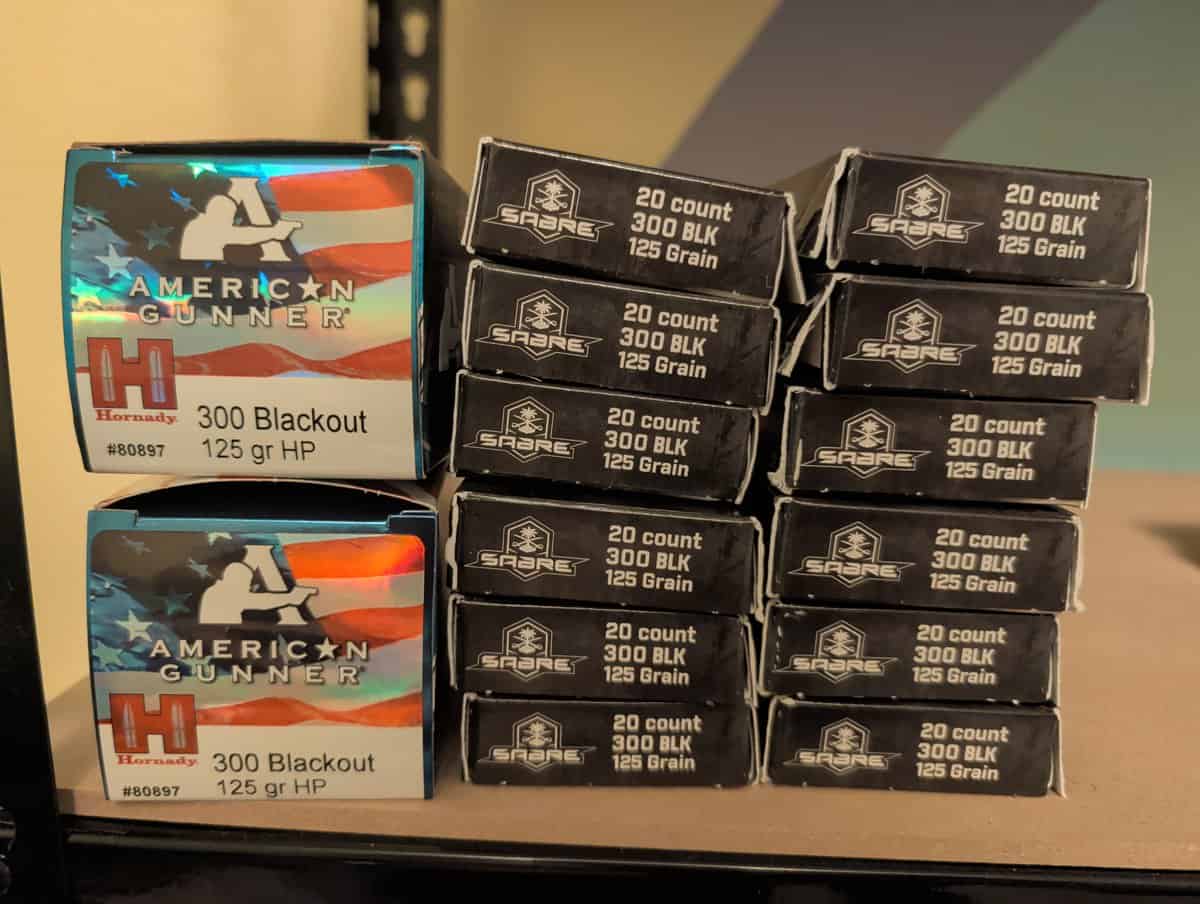 AMERICAN
GUNNER®
Hornady
300 Blackout
125 gr HP
#80897
AMERICAN
GUNNER®
Hornady
300 Blackout
125 gr HP
#80897
SABRE
20 count
300 BLK
125 Grain
SABRE
20 count
300 BLK
125 Grain
SABRE
20 count
300 BLK
125 Grain
SABRE
20 count
300 BLK
125 Grain
SABRE
20 count
300 BLK
125 Grain
SABRE
20 count
300 BLK
125 Grain
SABRE
20 count
300 BLK
125 Grain
SABRE
20 count
300 BLK
125 Grain
SABRE
20 count
300 BLK
125 Grain
SABRE
20 count
300 BLK
125 Grain
SABRE
20 count
300 BLK
125 Grain
SABRE
20 count
300 BLK
125 Grain